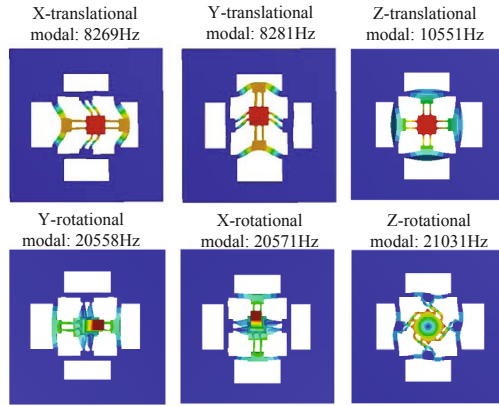 X-translational
modal: 8269Hz
Y-translational
modal: 8281Hz
Z-translational
modal: 10551Hz
Y-rotational
modal: 20558Hz
X-rotational
modal: 20571Hz
Z-rotational
modal: 21031Hz